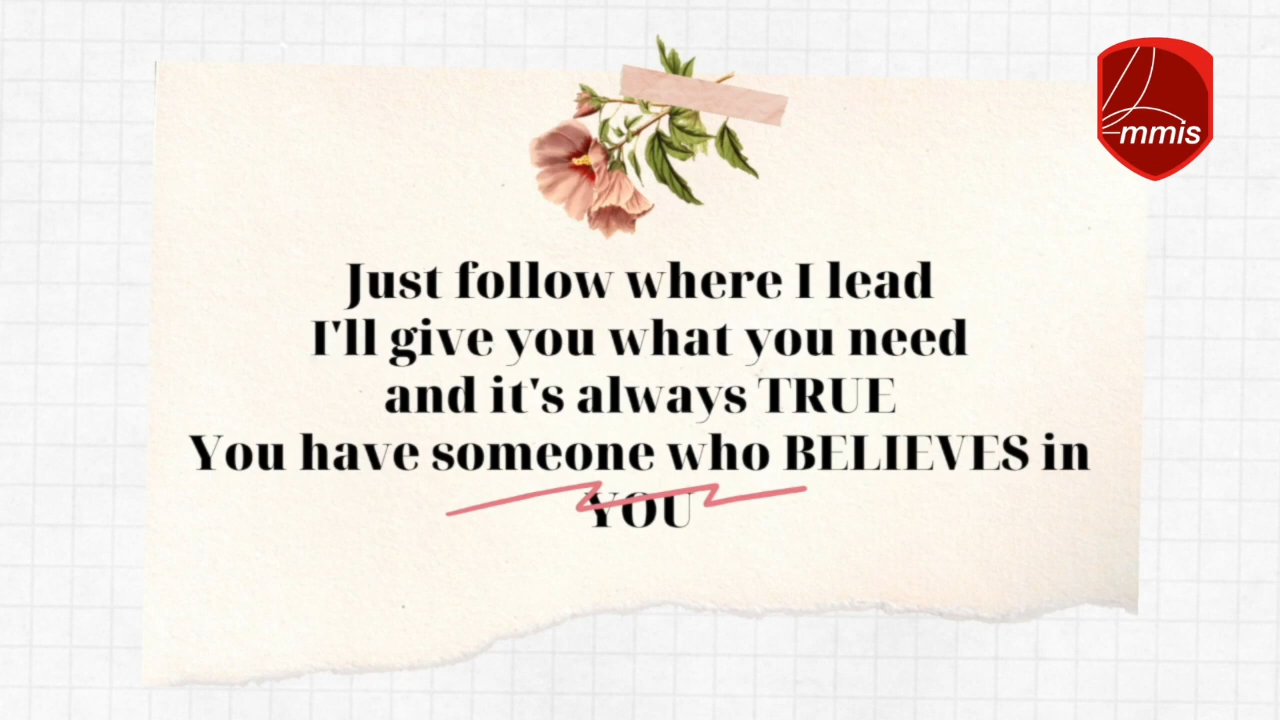 mmis
Just follow where I lead
I'll give you what you need
and it's always TRUE
You have someone who BELIEVES in
YOU